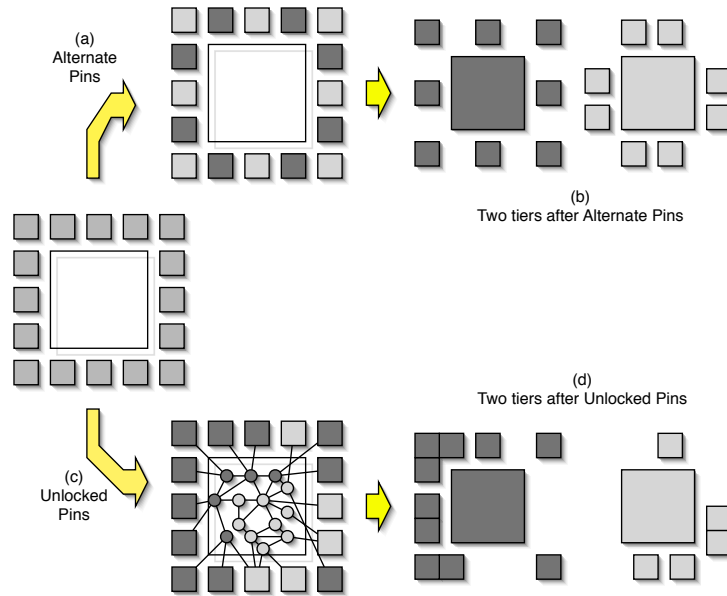 (a)
Alternate
Pins
(b)
Two tiers after Alternate Pins
(c)
Unlocked
Pins
(d)
Two tiers after Unlocked Pins